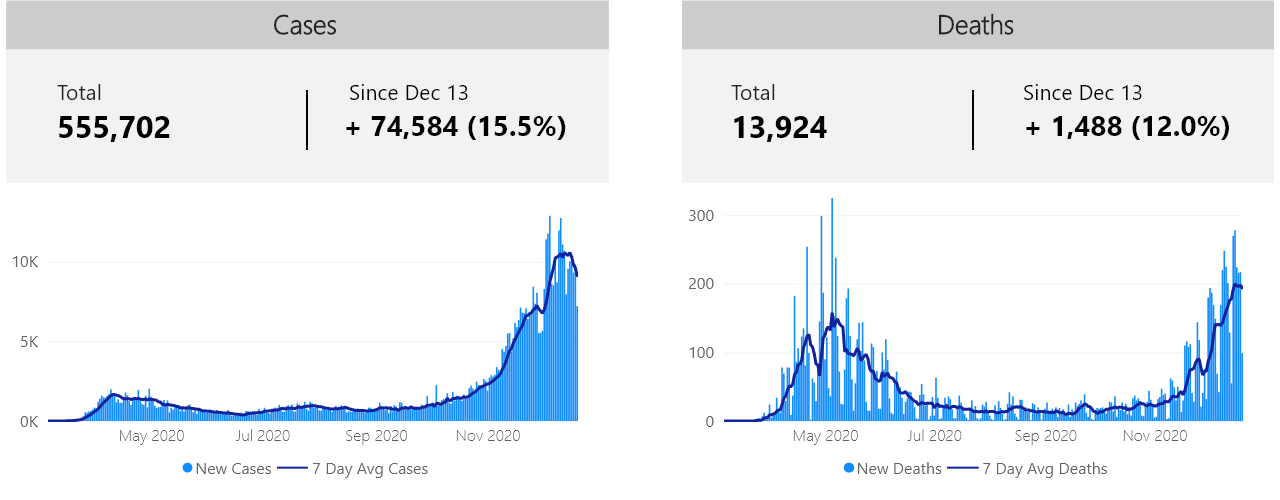 Cases
Total
555,702
Since Dec 13
+ 74,584 (15.5%)
10K
5K
0K
May 2020
Jul 2020
Sep 2020
Nov 2020
New Cases
7 Day Avg Cases
Deaths
Total
13,924
Since Dec 13
+ 1,488 (12.0%)
300
200
100
0
May 2020
Jul 2020
Sep 2020
Nov 2020
New Deaths
7 Day Avg Deaths